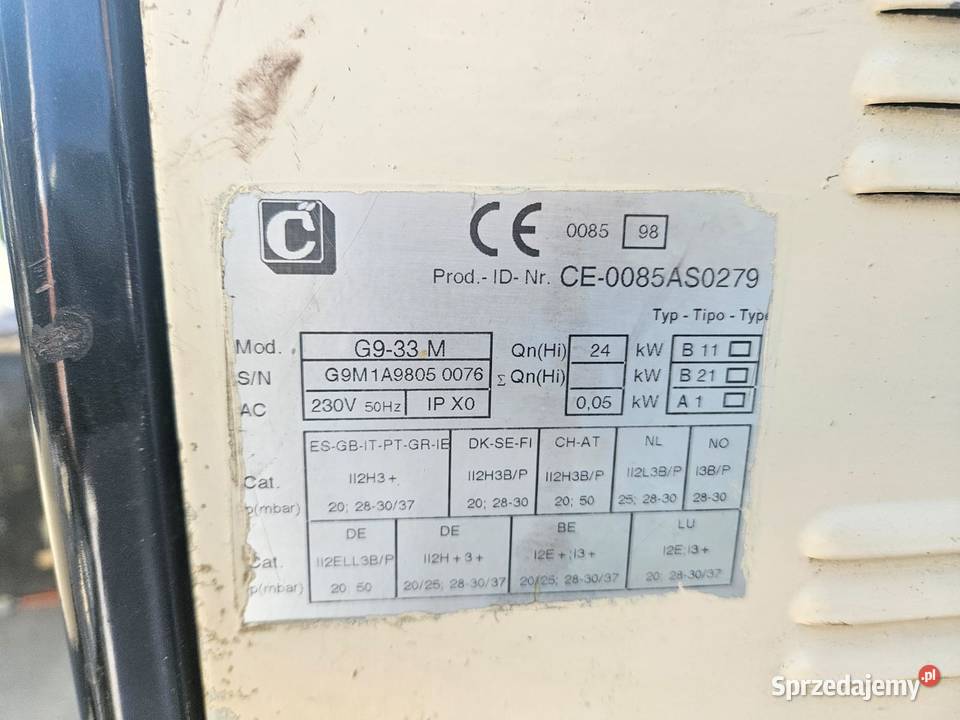 C
CE 0085 98
Prod.- ID- Nr. CE-0085AS0279
Typ - Tipo - Type
Mod. G9-33 M Qn(Hi) 24 kW B 11
S/N G9M1A9805 0076 Σ Qn(Hi) kW B 21
AC 230V 50Hz IP X0 0,05 kW A 1
ES-GB-IT-PT-GR-IE DK-SE-FI CH-AT NL NO
Cat. II2H3+ II2H3B/P II2H3B/P II2L3B/P I3B/P
p(mbar) 20; 28-30/37 20; 28-30 20; 50 25; 28-30 28-30
DE DE BE LU
Cat. II2ELL3B/P II2H+3+ I2E+;I3+ I2E;I3+
p(mbar) 20 50 20/25; 28-30/37 20/25; 28-30/37 20; 28-30/37
Sprzedajemy.pl